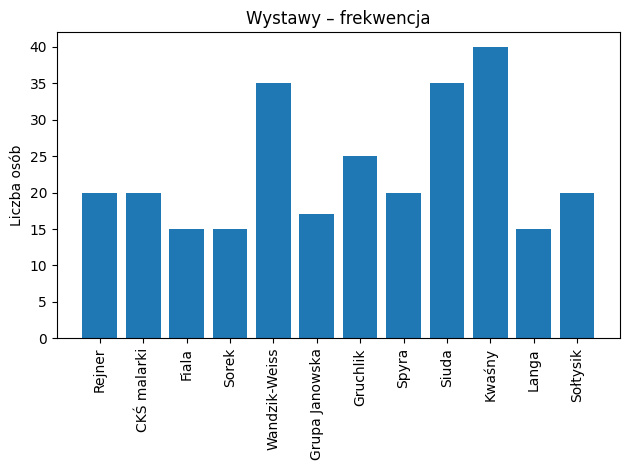 Wystawy – frekwencja
Liczba osób
40
35
30
25
20
15
10
5
0
Rejner
CKŚ malarki
Fiala
Sorek
Wandzik-Weiss
Grupa Janowska
Gruchlik
Spyra
Siuda
Kwaśny
Langa
Sołtysik